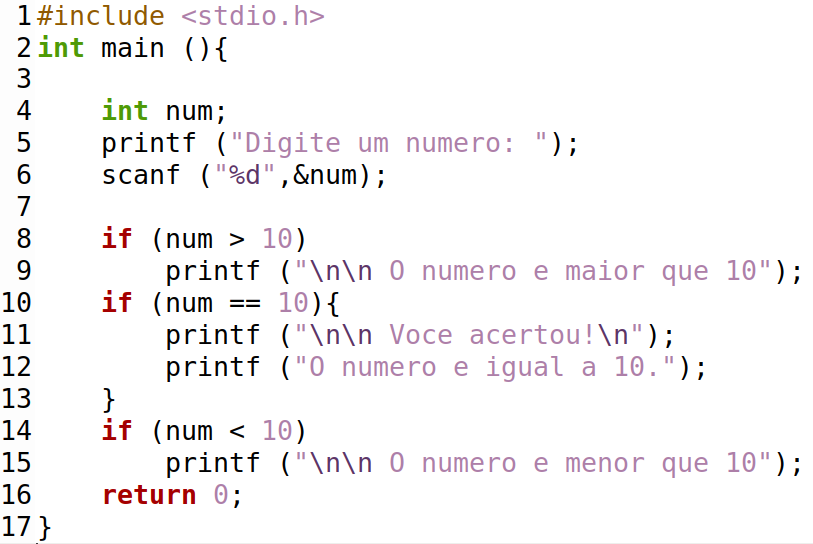 1 #include <stdio.h>
2 int main (){
3
4     int num;
5     printf ("Digite um numero: ");
6     scanf ("%d",&num);
7
8     if (num > 10)
9         printf ("\n\n O numero e maior que 10");
10     if (num == 10){
11         printf ("\n\n Voce acertou!\n");
12         printf ("O numero e igual a 10.");
13     }
14     if (num < 10)
15         printf ("\n\n O numero e menor que 10");
16     return 0;
17 }